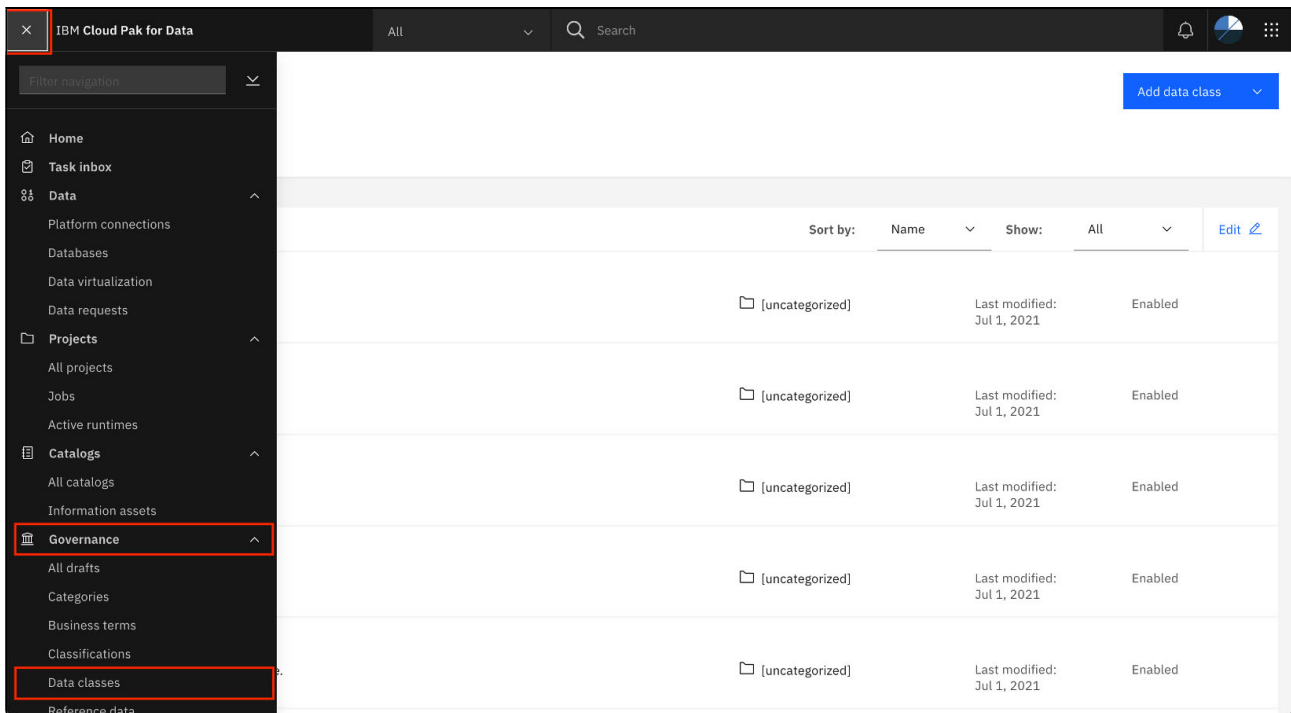 IBM Cloud Pak for Data
All
Search
Filter navigation
Add data class
Home
Task inbox
Data
Platform connections
Databases
Data virtualization
Data requests
Projects
All projects
Jobs
Active runtimes
Catalogs
All catalogs
Information assets
Governance
All drafts
Categories
Business terms
Classifications
Data classes
Reference data
Sort by: Name Show: All Edit
[uncategorized] Last modified: Enabled
Jul 1, 2021
[uncategorized] Last modified: Enabled
Jul 1, 2021
[uncategorized] Last modified: Enabled
Jul 1, 2021
[uncategorized] Last modified: Enabled
Jul 1, 2021
e. [uncategorized] Last modified: Enabled
Jul 1, 2021